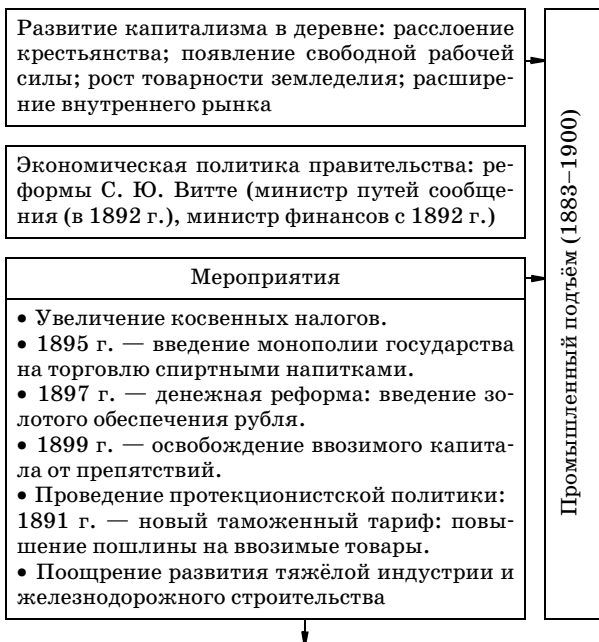 Развитие капитализма в деревне: расслоение
крестьянства; появление свободной рабочей
силы; рост товарности земледелия; расшире-
ние внутреннего рынка
Экономическая политика правительства: ре-
формы С. Ю. Витте (министр путей сообще-
ния (в 1892 г.), министр финансов с 1892 г.)
Мероприятия
• Увеличение косвенных налогов.
• 1895 г. — введение монополии государства
на торговлю спиртными напитками.
• 1897 г. — денежная реформа: введение зо-
лотого обеспечения рубля.
• 1899 г. — освобождение ввозимого капита-
ла от препятствий.
• Проведение протекционистской политики:
1891 г. — новый таможенный тариф: повы-
шение пошлины на ввозимые товары.
• Поощрение развития тяжёлой индустрии и
железнодорожного строительства
Промышленный подъём (1883–1900)